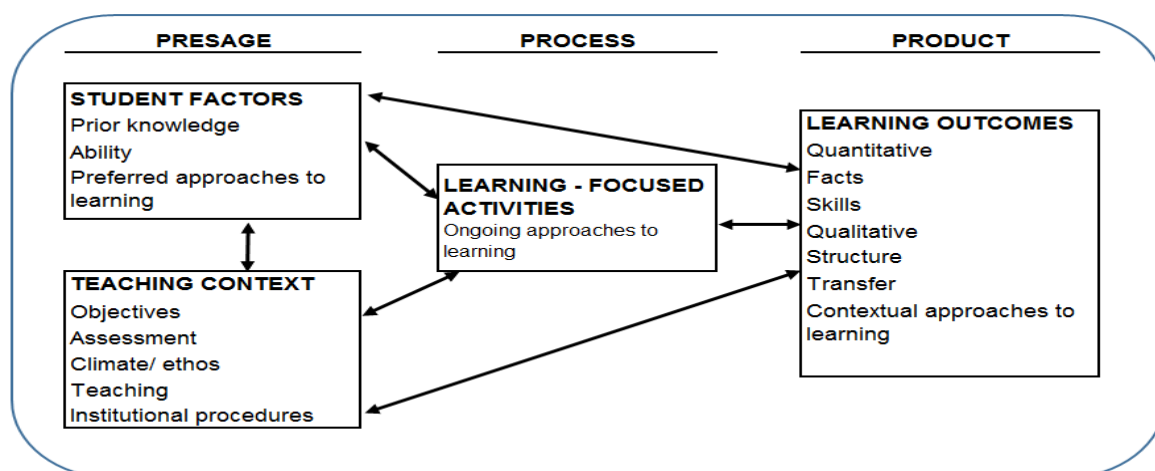 PRESAGE
PROCESS
PRODUCT
STUDENT FACTORS
Prior knowledge
Ability
Preferred approaches to
learning
TEACHING CONTEXT
Objectives
Assessment
Climate/ ethos
Teaching
Institutional procedures
LEARNING - FOCUSED
ACTIVITIES
Ongoing approaches to
learning
LEARNING OUTCOMES
Quantitative
Facts
Skills
Qualitative
Structure
Transfer
Contextual approaches to
learning